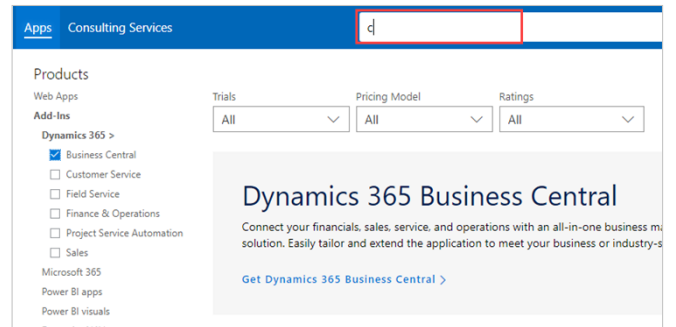 Apps Consulting Services
c
Products
Web Apps
Add-Ins
Dynamics 365 >
Business Central
Customer Service
Field Service
Finance & Operations
Project Service Automation
Sales
Microsoft 365
Power BI apps
Power BI visuals
Trials Pricing Model Ratings
All All All
Dynamics 365 Business Central
Connect your financials, sales, service, and operations with an all-in-one business
solution. Easily tailor and extend the application to meet your business or
Get Dynamics 365 Business Central >